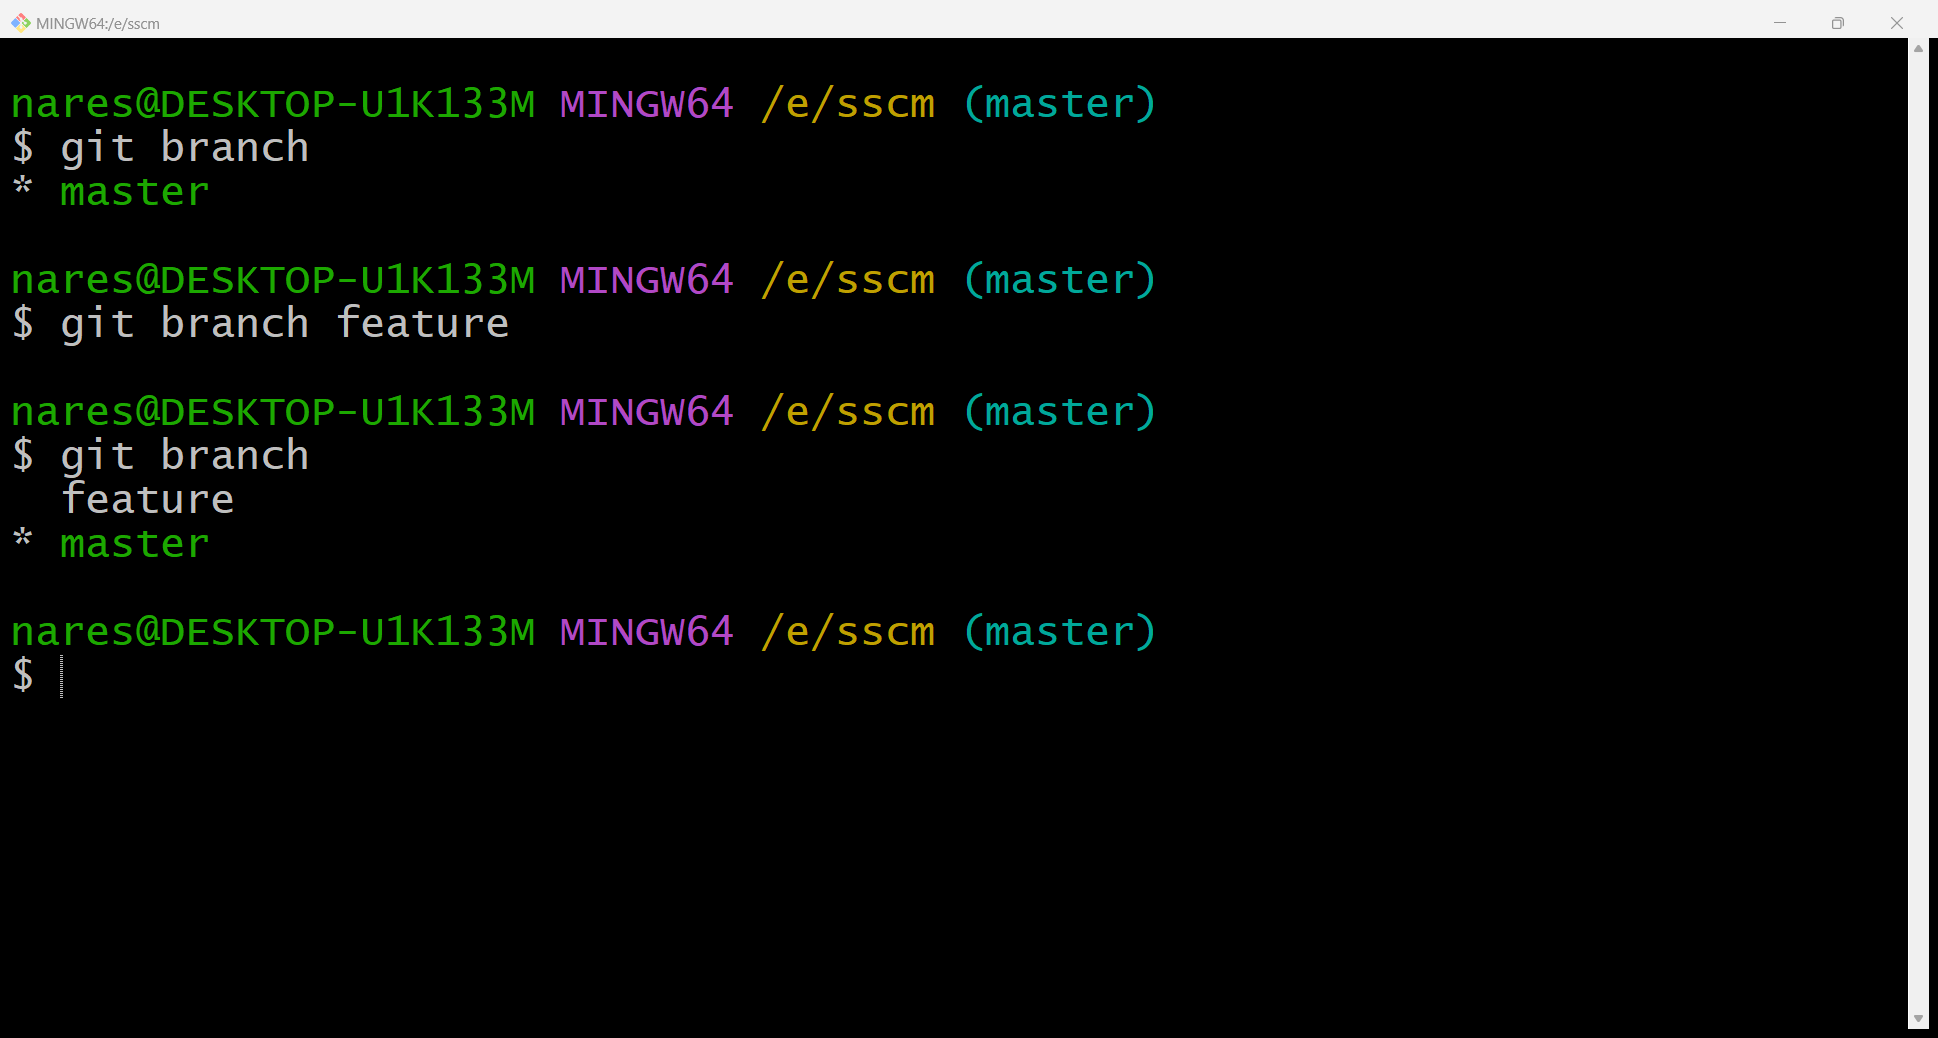 MINGW64:/e/sscm
nares@DESKTOP-U1K133M MINGW64 /e/sscm (master)
$ git branch
* master
nares@DESKTOP-U1K133M MINGW64 /e/sscm (master)
$ git branch feature
nares@DESKTOP-U1K133M MINGW64 /e/sscm (master)
$ git branch
  feature
* master
nares@DESKTOP-U1K133M MINGW64 /e/sscm (master)
$